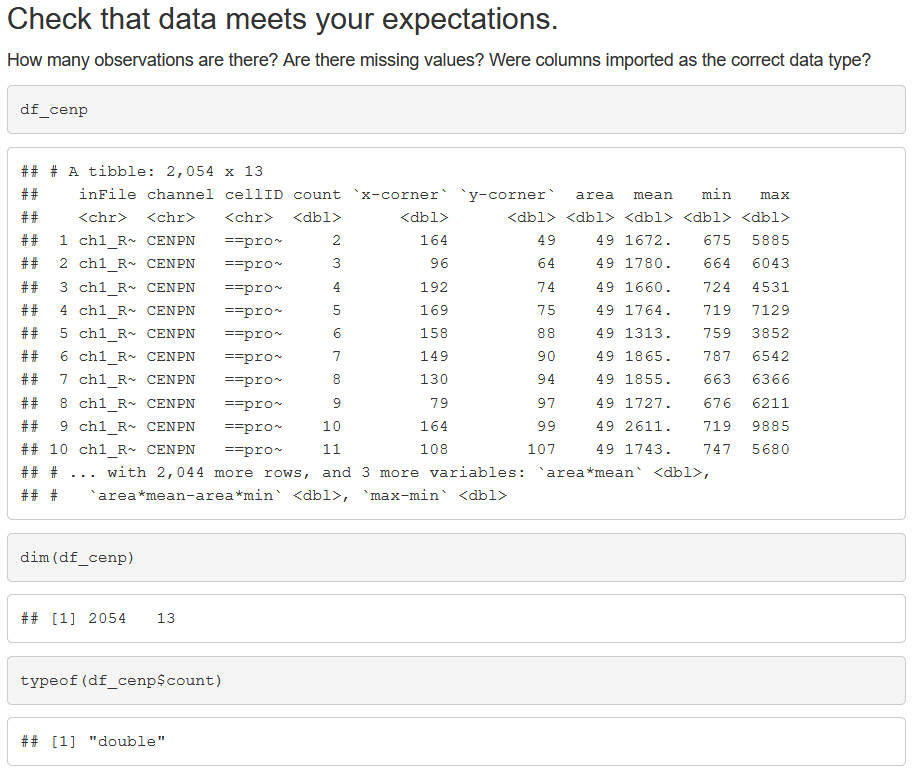 Check that data meets your expectations.
How many observations are there? Are there missing values? Were columns imported as the correct data type?
df_cenp
## # A tibble: 2,054 x 13
##    inFile channel cellID count `x-corner` `y-corner`  area  mean   min   max
##    <chr>  <chr>   <chr>  <dbl>      <dbl>      <dbl> <dbl> <dbl> <dbl> <dbl>
##  1 ch1_R~ CENPN   ==pro~     2        164         49    49 1672.   675  5885
##  2 ch1_R~ CENPN   ==pro~     3         96         64    49 1780.   664  6043
##  3 ch1_R~ CENPN   ==pro~     4        192         74    49 1660.   724  4531
##  4 ch1_R~ CENPN   ==pro~     5        169         75    49 1764.   719  7129
##  5 ch1_R~ CENPN   ==pro~     6        158         88    49 1313.   759  3852
##  6 ch1_R~ CENPN   ==pro~     7        149         90    49 1865.   787  6542
##  7 ch1_R~ CENPN   ==pro~     8        130         94    49 1855.   663  6366
##  8 ch1_R~ CENPN   ==pro~     9         79         97    49 1727.   676  6211
##  9 ch1_R~ CENPN   ==pro~    10        164         99    49 2611.   719  9885
## 10 ch1_R~ CENPN   ==pro~    11        108        107    49 1743.   747  5680
## # ... with 2,044 more rows, and 3 more variables: `area*mean` <dbl>,
## #   `area*mean-area*min` <dbl>, `max-min` <dbl>
dim(df_cenp)
## [1] 2054   13
typeof(df_cenp$count)
## [1] "double"